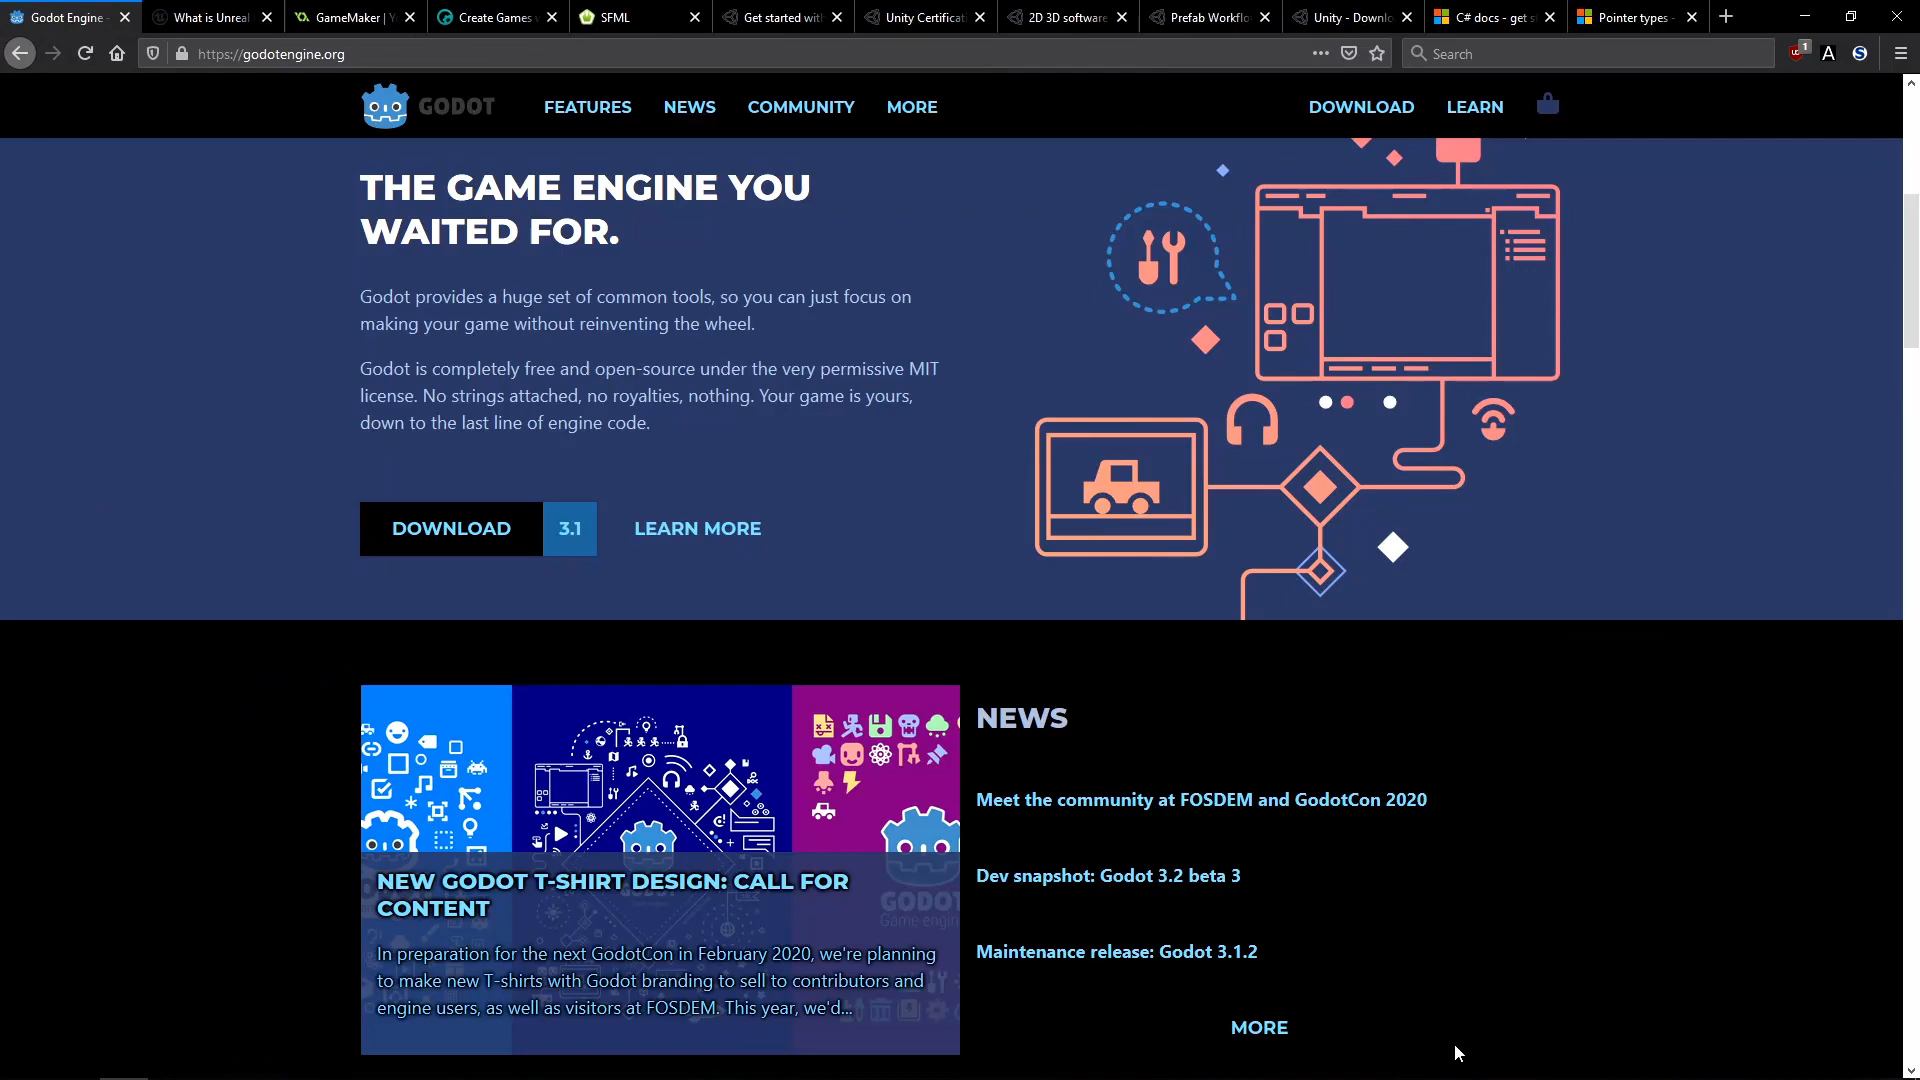 Godot Engine -
What is Unreal
GameMaker | Y
Create Games w
SFML
Get started with
Unity Certificat
2D 3D software
Prefab Workflo
Unity - Downlo
C# docs - get s
Pointer types -
https://godotengine.org
Search
1
A
S
GODOT
FEATURES
NEWS
COMMUNITY
MORE
DOWNLOAD
LEARN
THE GAME ENGINE YOU
WAITED FOR.
Godot provides a huge set of common tools, so you can just focus on
making your game without reinventing the wheel.
Godot is completely free and open-source under the very permissive MIT
license. No strings attached, no royalties, nothing. Your game is yours,
down to the last line of engine code.
DOWNLOAD 3.1 LEARN MORE
NEW GODOT T-SHIRT DESIGN: CALL FOR
CONTENT
In preparation for the next GodotCon in February 2020, we're planning
to make new T-shirts with Godot branding to sell to contributors and
engine users, as well as visitors at FOSDEM. This year, we'd...
GODOT
Game engin
NEWS
Meet the community at FOSDEM and GodotCon 2020
Dev snapshot: Godot 3.2 beta 3
Maintenance release: Godot 3.1.2
MORE